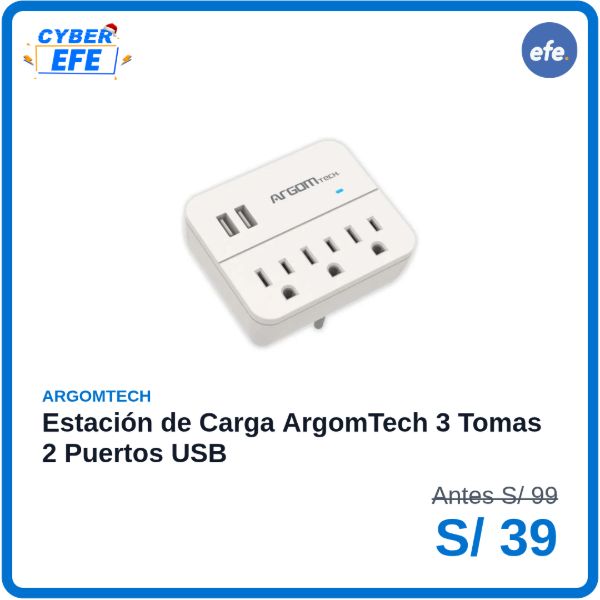 CYBER
EFE
efe.
ARGOMTECH
ARGOMTECH
Estación de Carga ArgomTech 3 Tomas
2 Puertos USB
Antes S/ 99
S/ 39